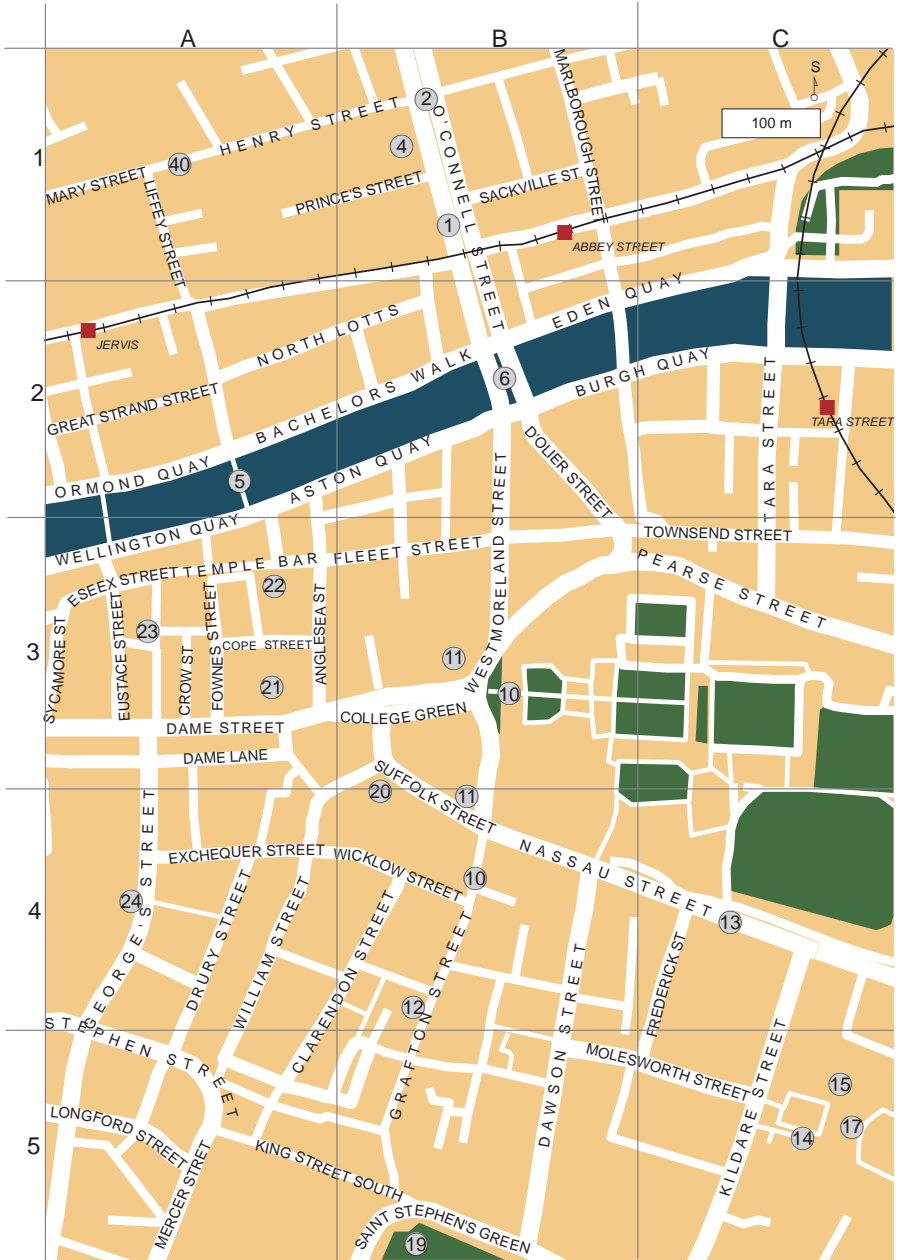 A
B
C
1
2
3
4
5
S
100 m
MARY STREET
HENRY STREET
LIFFEY STREET
PRINCE'S STREET
O'CONNELL STREET
SACKVILLE ST
MARLBOROUGH STREET
ABBEY STREET
40
2
4
1
JERVIS
NORTH LOTTS
GREAT STRAND STREET
BACHELORS WALK
EDEN QUAY
BURGH QUAY
ORMOND QUAY
ASTON QUAY
6
5
D'OLIER STREET
TARA STREET
TARA STREET
WELLINGTON QUAY
ESEEX STREET
TEMPLE BAR
FLEEET STREET
WESTMORELAND STREET
TOWNSEND STREET
PEARSE STREET
SYCAMORE ST
EUSTACE STREET
CROW ST
FOWNES STREET
COPE STREET
ANGLESEA ST
22
23
21
11
10
DAME STREET
COLLEGE GREEN
DAME LANE
SUFFOLK STREET
20
11
NASSAU STREET
EXCHEQUER STREET
WICKLOW STREET
10
24
13
GEORGE'S STREET
DRURY STREET
WILLIAM STREET
CLARENDON STREET
GRAFTON STREET
12
DAWSON STREET
FREDERICK ST
STEPHEN STREET
MOLESWORTH STREET
KILDARE STREET
15
17
14
LONGFORD STREET
MERCER STREET
KING STREET SOUTH
SAINT STEPHEN'S GREEN
19